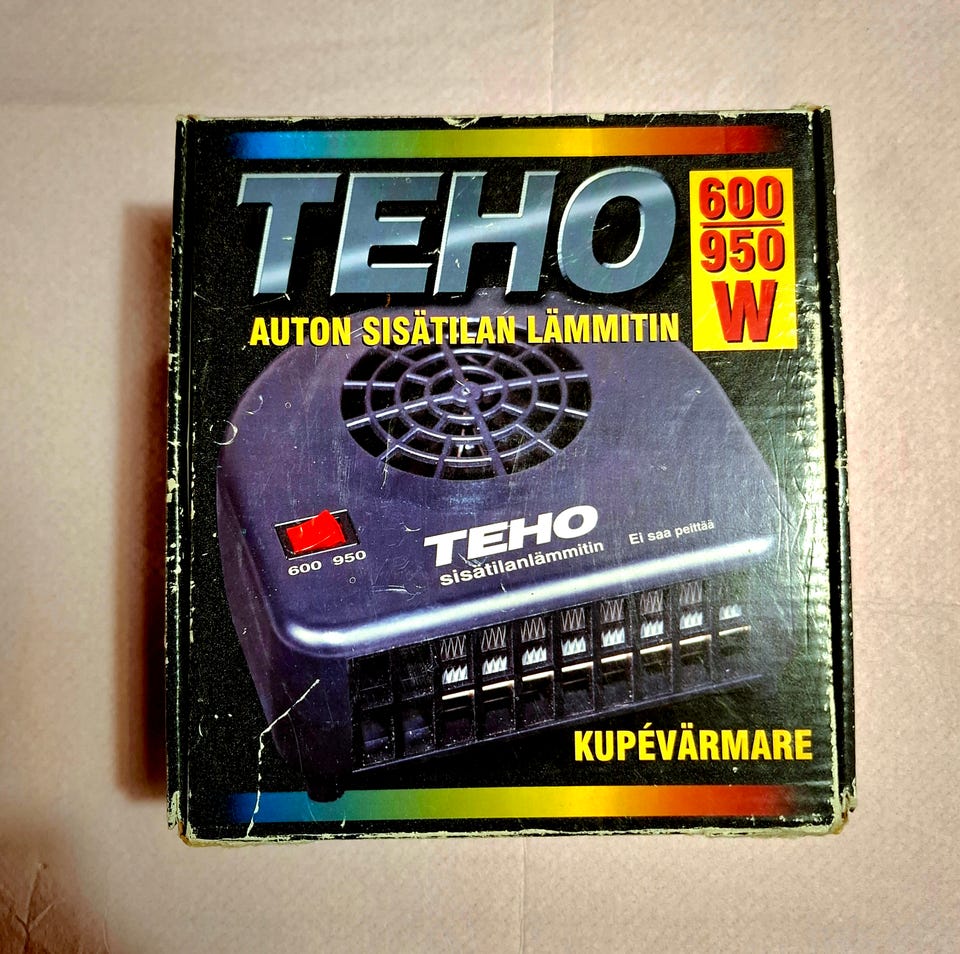 TEHO
600
950
W
AUTON SISÄTILAN LÄMMITIN
600 950
TEHO
sisätilanlämmitin
Ei saa peittää
KUPÉVÄRMARE